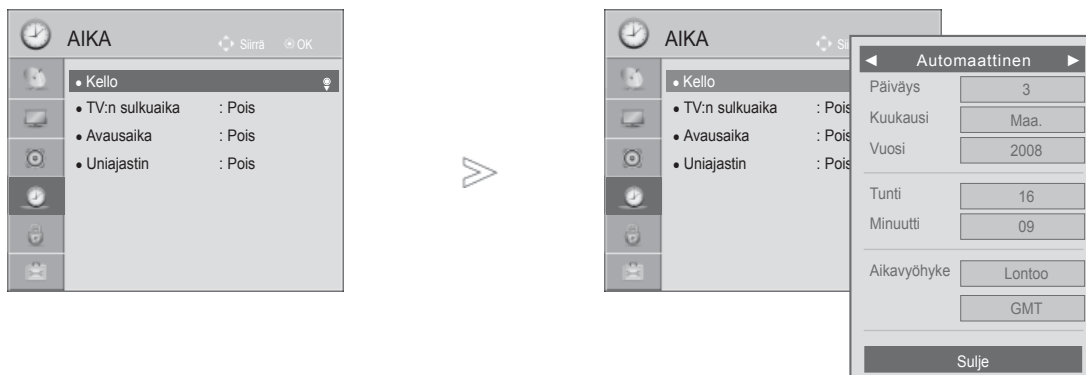 AIKA Siirrä OK
• Kello
• TV:n sulkuaika : Pois
• Avausaika : Pois
• Uniajastin : Pois
AIKA
• Kello
• TV:n sulkuaika : Pois
• Avausaika : Pois
• Uniajastin : Pois
◄ Automaattinen ►
Päiväys 3
Kuukausi Maa.
Vuosi 2008
Tunti 16
Minuutti 09
Aikavyöhyke Lontoo
GMT
Sulje